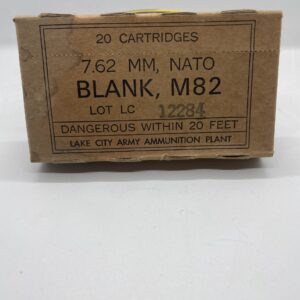 20 CARTRIDGES
7.62 MM, NATO
BLANK, M82
LOT LC 12284
DANGEROUS WITHIN 20 FEET
LAKE CITY ARMY AMMUNITION PLANT